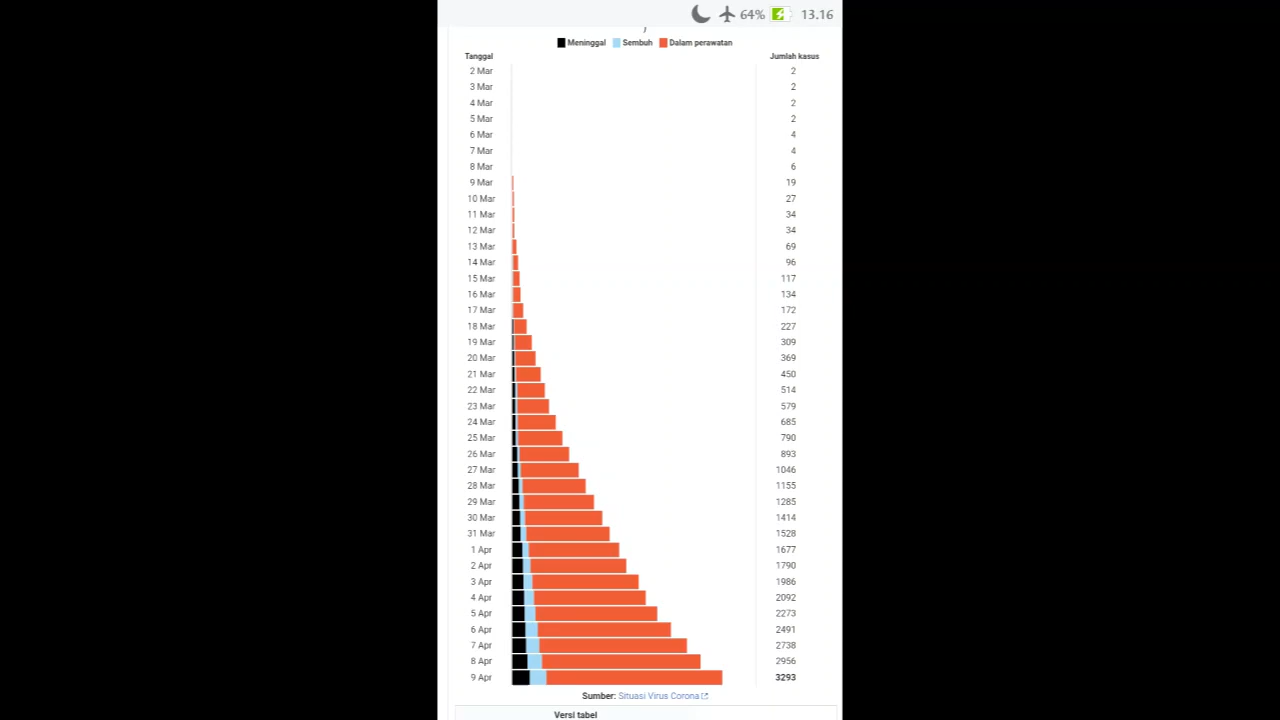 64% 13.16
Meninggal Sembuh Dalam perawatan
Tanggal Jumlah kasus
2 Mar 2
3 Mar 2
4 Mar 2
5 Mar 2
6 Mar 4
7 Mar 4
8 Mar 6
9 Mar 19
10 Mar 27
11 Mar 34
12 Mar 34
13 Mar 69
14 Mar 96
15 Mar 117
16 Mar 134
17 Mar 172
18 Mar 227
19 Mar 309
20 Mar 369
21 Mar 450
22 Mar 514
23 Mar 579
24 Mar 685
25 Mar 790
26 Mar 893
27 Mar 1046
28 Mar 1155
29 Mar 1285
30 Mar 1414
31 Mar 1528
1 Apr 1677
2 Apr 1790
3 Apr 1986
4 Apr 2092
5 Apr 2273
6 Apr 2491
7 Apr 2738
8 Apr 2956
9 Apr 3293
Sumber: Situasi Virus Corona
Versi tabel